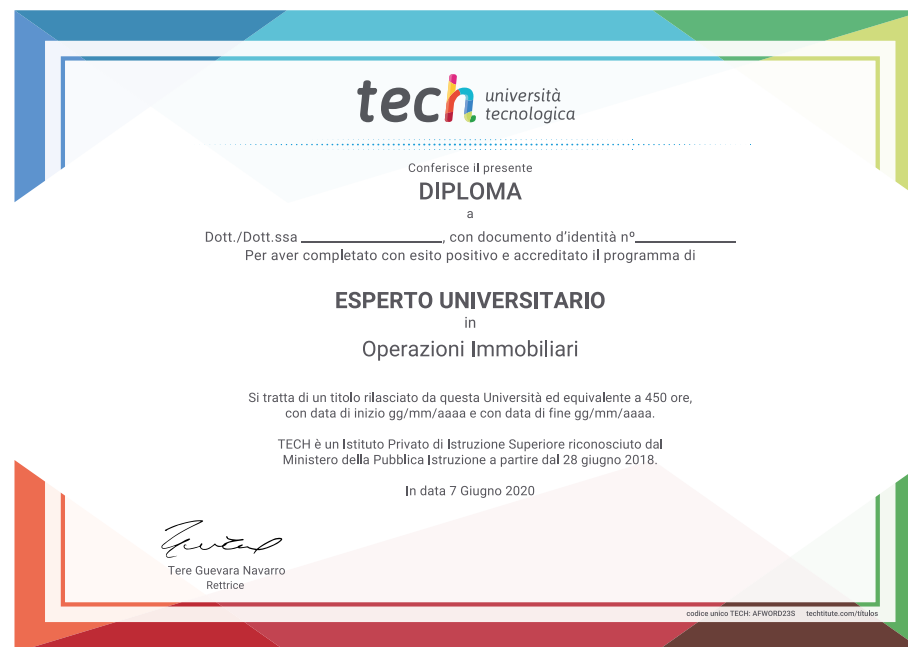 tech università
tecnologica
Conferisce il presente
DIPLOMA
a
Dott./Dott.ssa ____________________, con documento d'identità nº______________
Per aver completato con esito positivo e accreditato il programma di
ESPERTO UNIVERSITARIO
in
Operazioni Immobiliari
Si tratta di un titolo rilasciato da questa Università ed equivalente a 450 ore,
con data di inizio gg/mm/aaaa e con data di fine gg/mm/aaaa.
TECH è un Istituto Privato di Istruzione Superiore riconosciuto dal
Ministero della Pubblica Istruzione a partire dal 28 giugno 2018.
In data 7 Giugno 2020
Tere Guevara Navarro
Rettrice
codice unico TECH: AFWORD23S techtitute.com/titulos